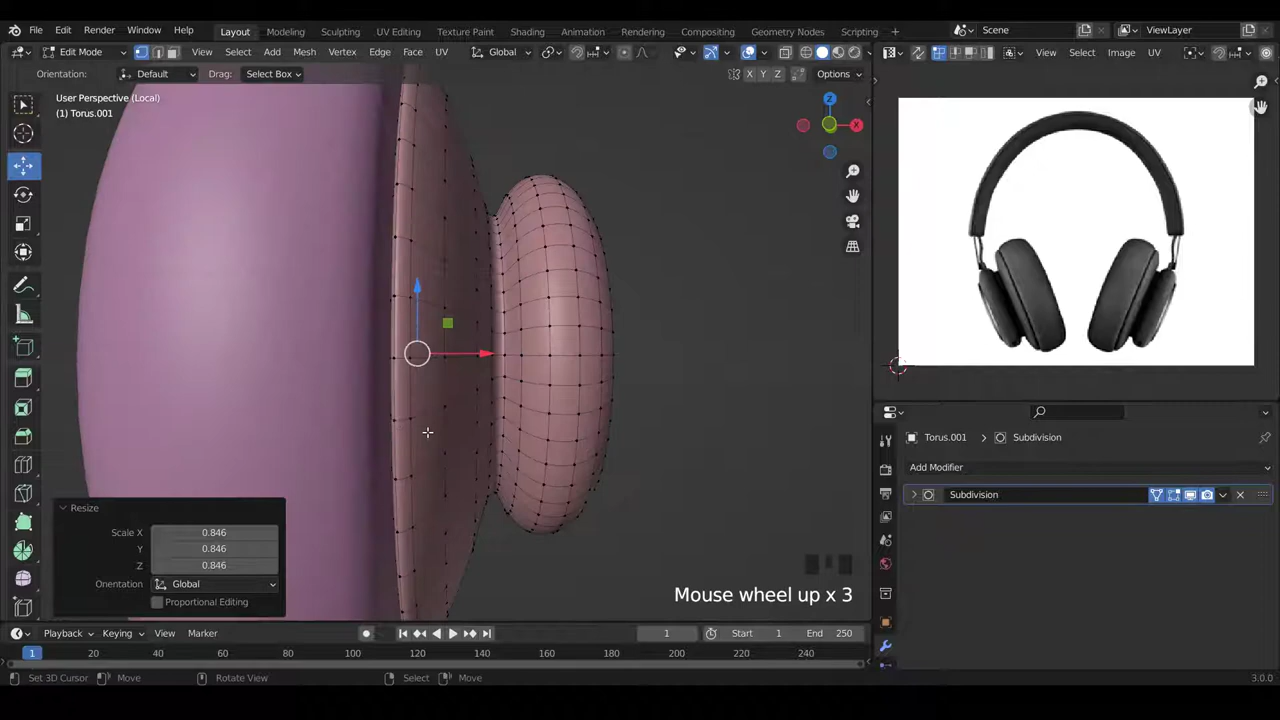 File Edit Render Window Help Layout Modeling Sculpting UV Editing Texture Paint Shading Animation Rendering Compositing Geometry Nodes Scripting + Scene ViewLayer
Edit Mode View Select Add Mesh Vertex Edge Face UV Global View Select Image UV
Orientation: Default Drag: Select Box X Y Z Options
User Perspective (Local)
(1) Torus.001
Z
X
Torus.001 Subdivision
Add Modifier
Subdivision
Resize
Scale X 0.846
Y 0.846
Z 0.846
Orientation Global
Proportional Editing
Mouse wheel up x 3
Playback Keying View Marker 1 Start 1 End 250
1 20 40 60 80 100 120 140 160 180 200 220 240
Set 3D Cursor Move Rotate View Select Move 3.0.0